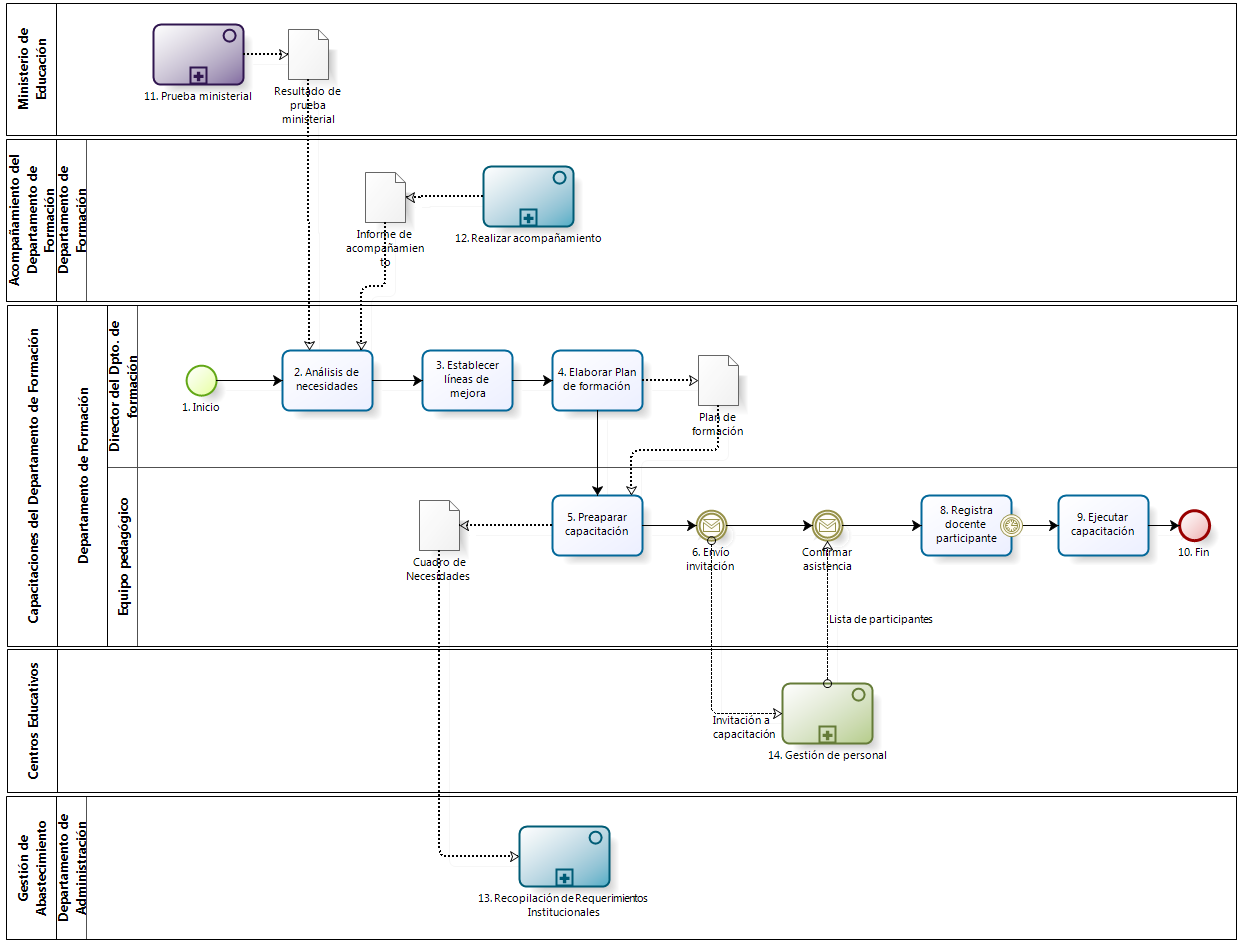 Ministerio de
Educación
11. Prueba ministerial
Resultado de
prueba
ministerial
Acompañamiento del
Departamento de
Formación
Departamento de
Formación
Informe de
acompañamien
to
12. Realizar acompañamiento
Capacitaciones del Departamento de Formación
Departamento de Formación
Director del Dpto. de
formación
1. Inicio
2. Análisis de
necesidades
3. Establecer
líneas de
mejora
4. Elaborar Plan
de formación
Plan de
formación
Equipo pedagógico
Cuadro de
Necesidades
5. Preaparar
capacitación
6. Envío
invitación
Confirmar
asistencia
8. Registra
docente
participante
9. Ejecutar
capacitación
10. Fin
Lista de participantes
Centros Educativos
Invitación a
capacitación
14. Gestión de personal
Gestión de
Abastecimiento
Departamento de
Administración
13. Recopilación de Requerimientos
Institucionales